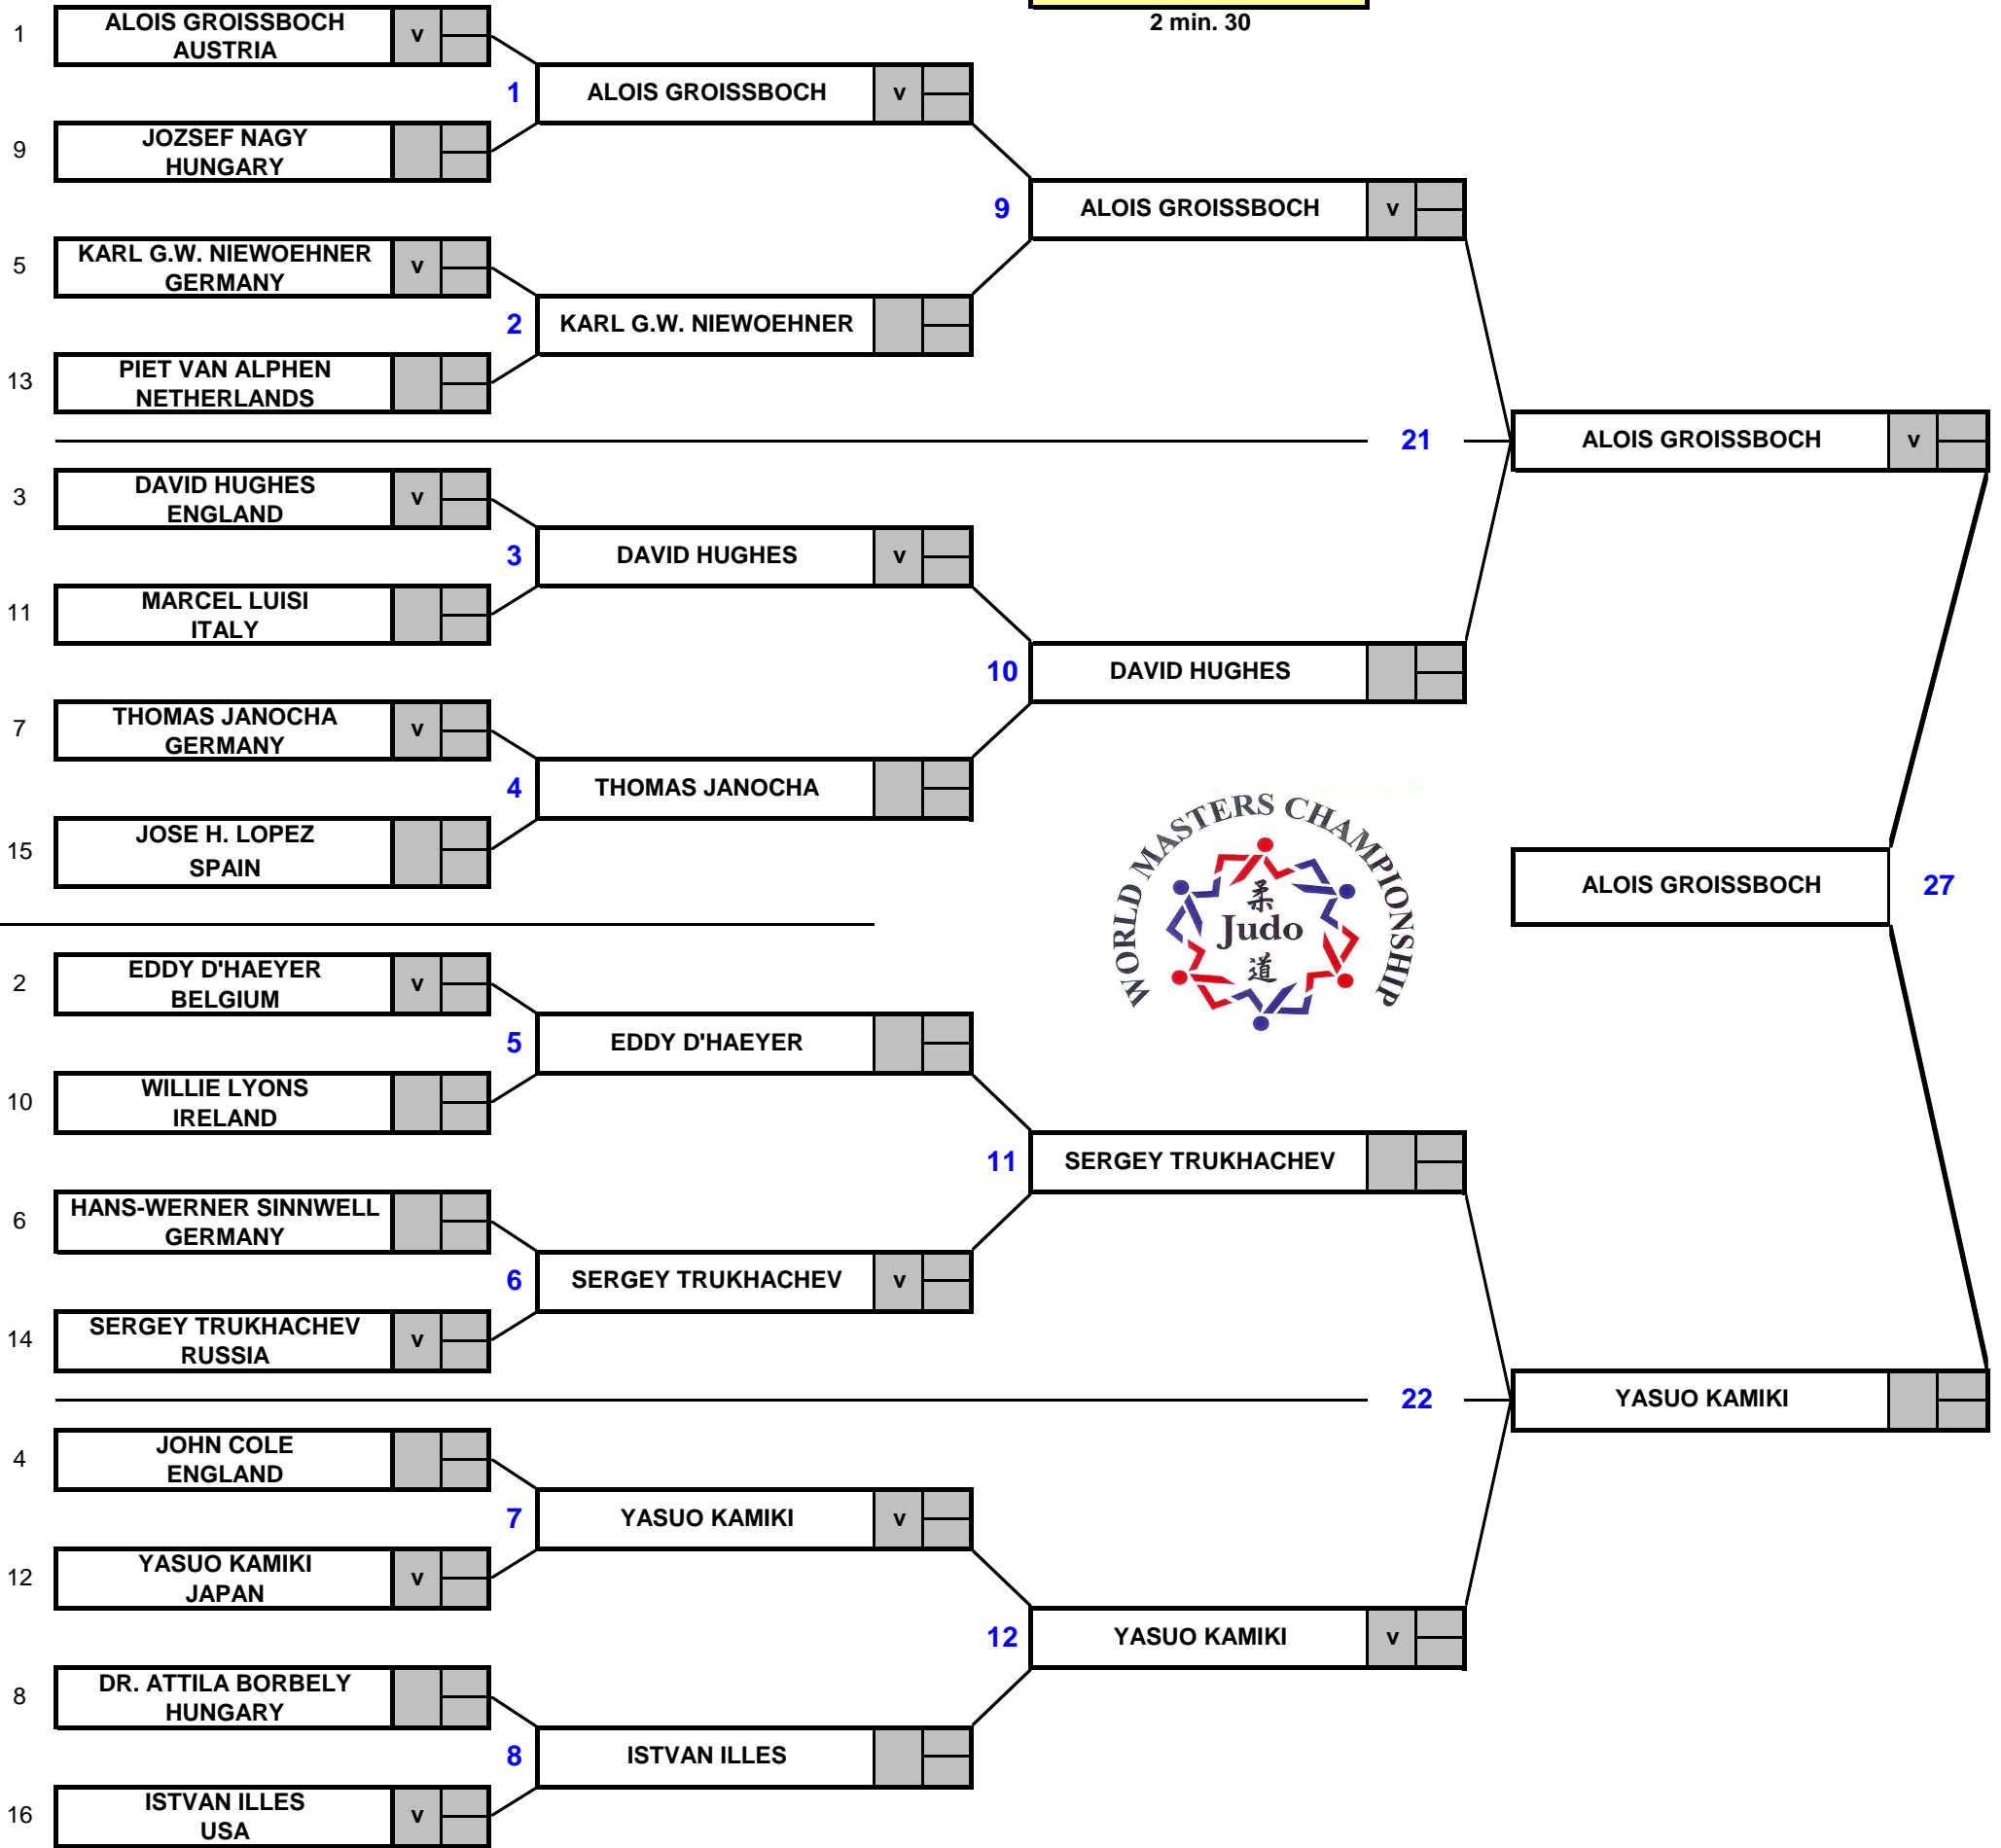 2 min. 30
1
ALOIS GROISSBOCH
AUSTRIA
v
1
ALOIS GROISSBOCH
v
9
JOZSEF NAGY
HUNGARY
9
ALOIS GROISSBOCH
v
5
KARL G.W. NIEWOEHNER
GERMANY
v
2
KARL G.W. NIEWOEHNER
13
PIET VAN ALPHEN
NETHERLANDS
21
ALOIS GROISSBOCH
v
3
DAVID HUGHES
ENGLAND
v
3
DAVID HUGHES
v
11
MARCEL LUISI
ITALY
10
DAVID HUGHES
7
THOMAS JANOCHA
GERMANY
v
4
THOMAS JANOCHA
15
JOSE H. LOPEZ
SPAIN
WORLD MASTERS CHAMPIONSHIP
柔
Judo
道
ALOIS GROISSBOCH
27
2
EDDY D'HAEYER
BELGIUM
v
5
EDDY D'HAEYER
10
WILLIE LYONS
IRELAND
11
SERGEY TRUKHACHEV
6
HANS-WERNER SINNWELL
GERMANY
6
SERGEY TRUKHACHEV
v
14
SERGEY TRUKHACHEV
RUSSIA
v
22
YASUO KAMIKI
4
JOHN COLE
ENGLAND
7
YASUO KAMIKI
v
12
YASUO KAMIKI
JAPAN
v
12
YASUO KAMIKI
v
8
DR. ATTILA BORBELY
HUNGARY
8
ISTVAN ILLES
16
ISTVAN ILLES
USA
v